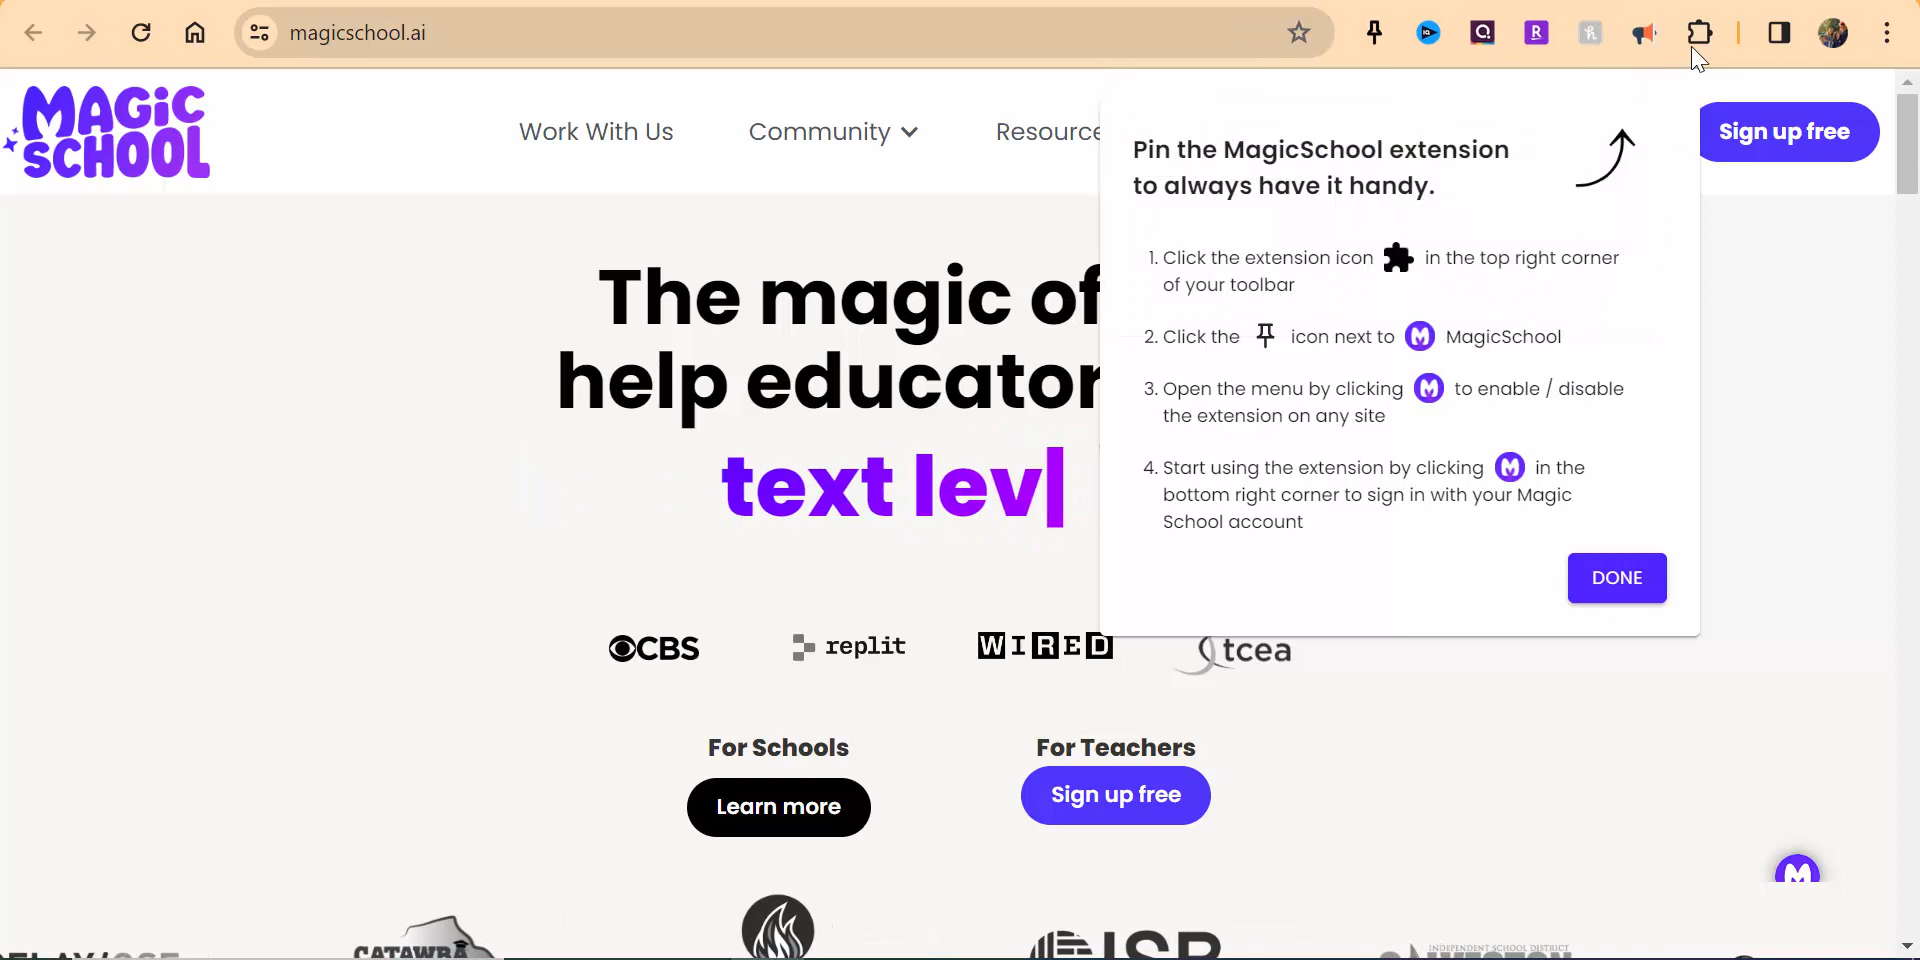 magicschool.ai
MAGIC
SCHOOL
Work With Us
Community
Resource
Sign up free
Pin the MagicSchool extension
to always have it handy.
1. Click the extension icon in the top right corner
of your toolbar
2. Click the icon next to MagicSchool
3. Open the menu by clicking to enable / disable
the extension on any site
4. Start using the extension by clicking in the
bottom right corner to sign in with your Magic
School account
DONE
The magic of
help educator
text lev
CBS
replit
WIRED
tcea
For Schools
Learn more
For Teachers
Sign up free
CATAWBA
ISR
INDEPENDENT SCHOOL DISTRICT